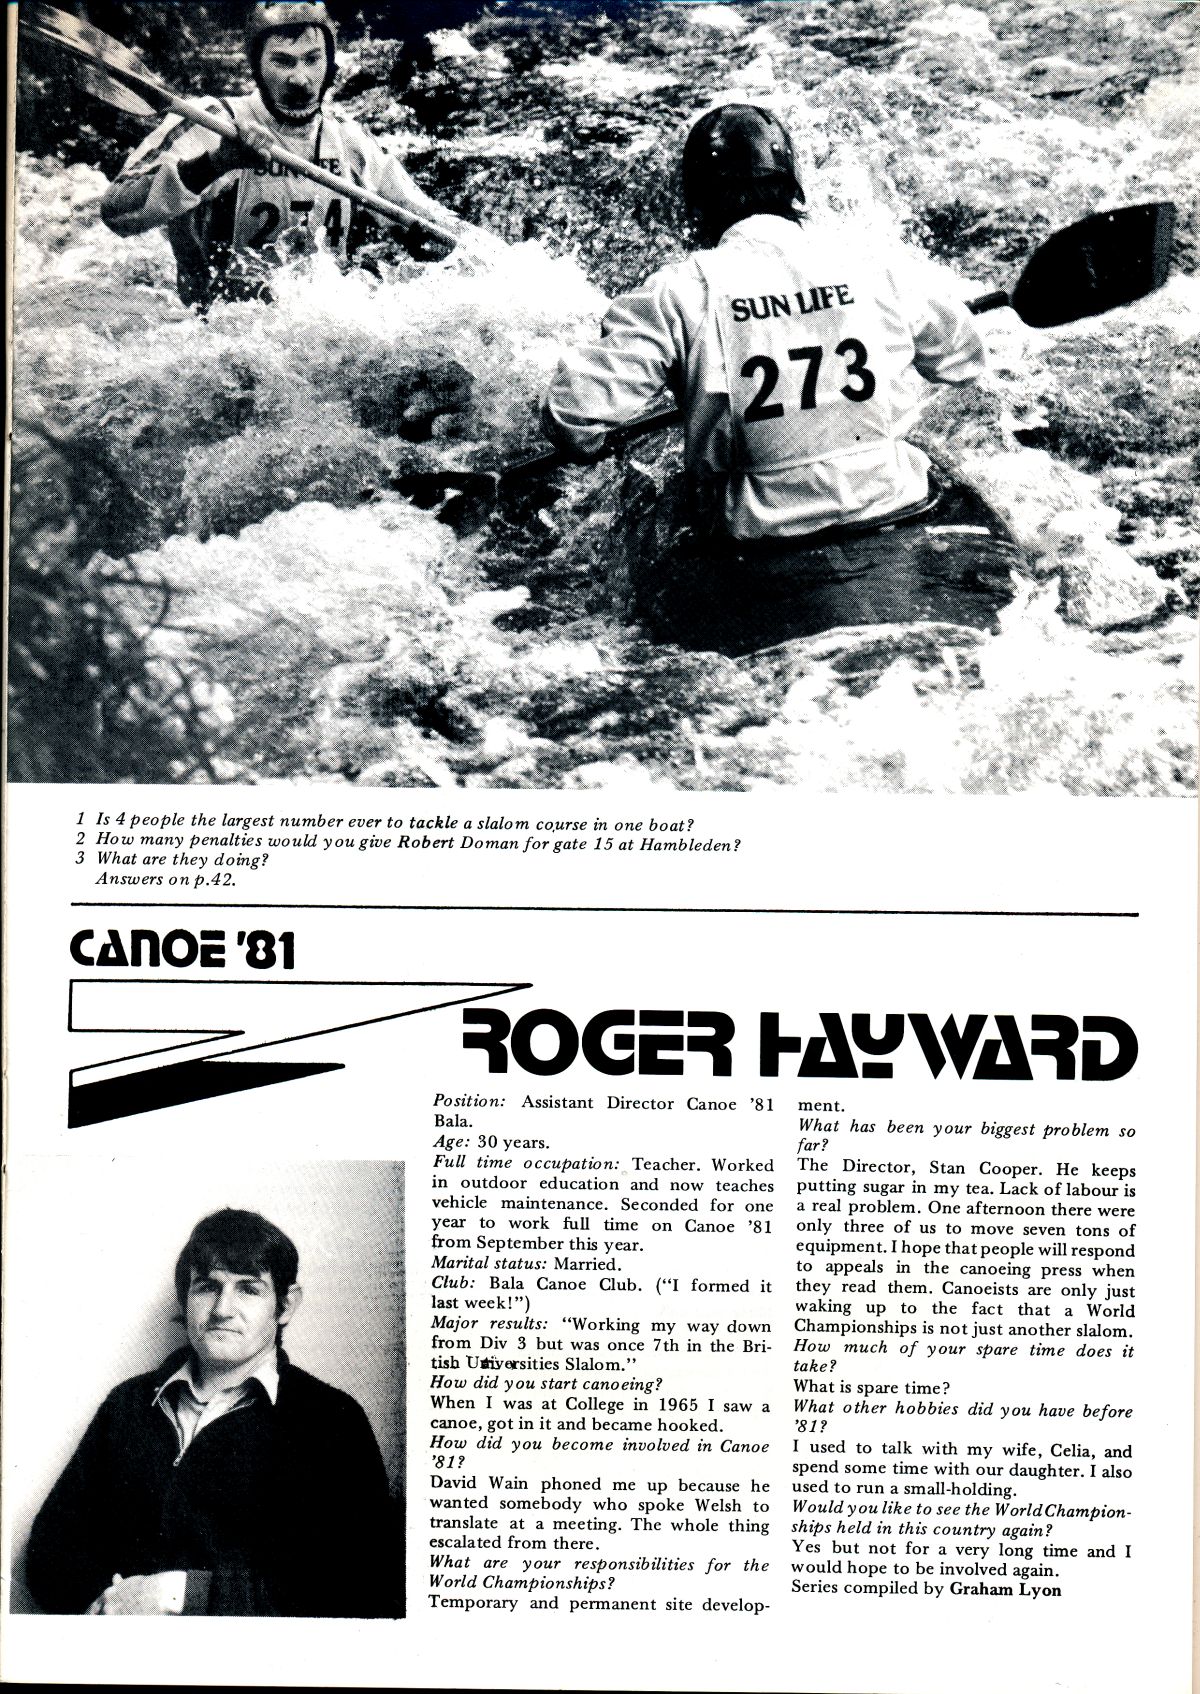 SUN LIFE
274
SUN LIFE
273
1 Is 4 people the largest number ever to tackle a slalom course in one boat?
2 How many penalties would you give Robert Doman for gate 15 at Hambleden?
3 What are they doing?
Answers on p.42.
CANOE '81
ROGER HAYWARD
Position: Assistant Director Canoe '81
Bala.
Age: 30 years.
Full time occupation: Teacher. Worked
in outdoor education and now teaches
vehicle maintenance. Seconded for one
year to work full time on Canoe '81
from September this year.
Marital status: Married.
Club: Bala Canoe Club. ("I formed it
last week!")
Major results: "Working my way down
from Div 3 but was once 7th in the Bri-
tish Universities Slalom."
How did you start canoeing?
When I was at College in 1965 I saw a
canoe, got in it and became hooked.
How did you become involved in Canoe
'81?
David Wain phoned me up because he
wanted somebody who spoke Welsh to
translate at a meeting. The whole thing
escalated from there.
What are your responsibilities for the
World Championships?
Temporary and permanent site develop-
ment.
What has been your biggest problem so
far?
The Director, Stan Cooper. He keeps
putting sugar in my tea. Lack of labour is
a real problem. One afternoon there were
only three of us to move seven tons of
equipment. I hope that people will respond
to appeals in the canoeing press when
they read them. Canoeists are only just
waking up to the fact that a World
Championships is not just another slalom.
How much of your spare time does it
take?
What is spare time?
What other hobbies did you have before
'81?
I used to talk with my wife, Celia, and
spend some time with our daughter. I also
used to run a small-holding.
Would you like to see the World Champion-
ships held in this country again?
Yes but not for a very long time and I
would hope to be involved again.
Series compiled by Graham Lyon